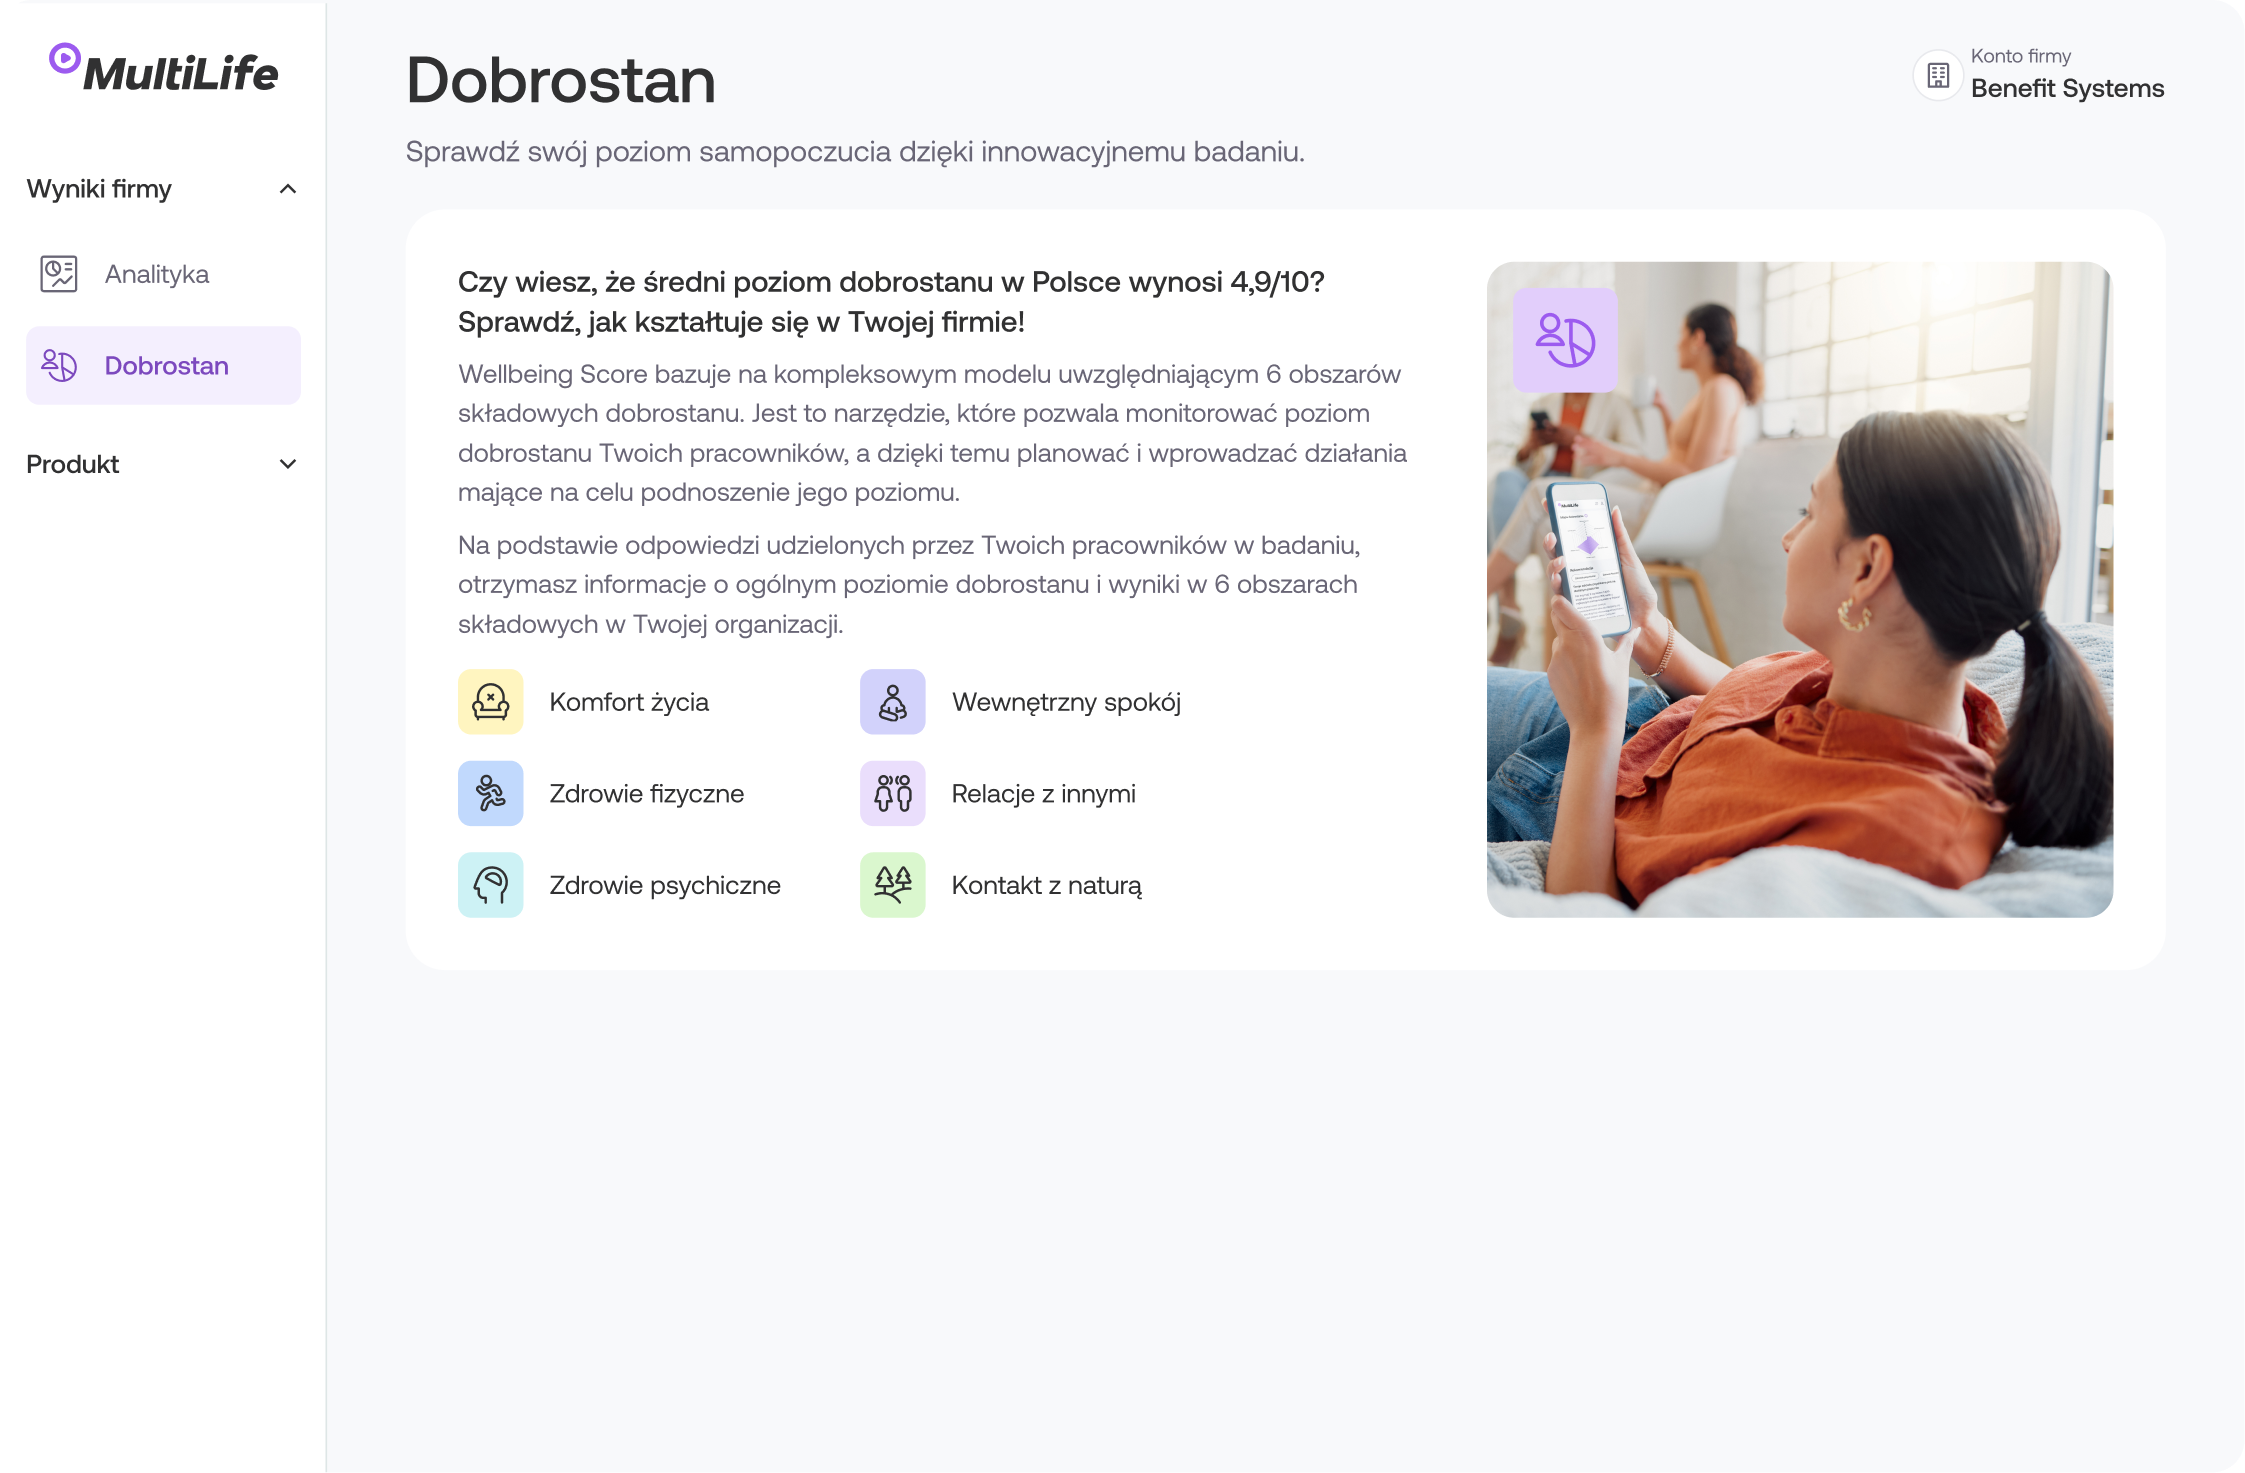 MultiLife
Wyniki firmy
Analityka
Dobrostan
Produkt
Dobrostan
Sprawdź swój poziom samopoczucia dzięki innowacyjnemu badaniu.
Konto firmy
Benefit Systems
Czy wiesz, że średni poziom dobrostanu w Polsce wynosi 4,9/10?
Sprawdź, jak kształtuje się w Twojej firmie!
Wellbeing Score bazuje na kompleksowym modelu uwzględniającym 6 obszarów
składowych dobrostanu. Jest to narzędzie, które pozwala monitorować poziom
dobrostanu Twoich pracowników, a dzięki temu planować i wprowadzać działania
mające na celu podnoszenie jego poziomu.
Na podstawie odpowiedzi udzielonych przez Twoich pracowników w badaniu,
otrzymasz informacje o ogólnym poziomie dobrostanu i wyniki w 6 obszarach
składowych w Twojej organizacji.
Komfort życia
Wewnętrzny spokój
Zdrowie fizyczne
Relacje z innymi
Zdrowie psychiczne
Kontakt z naturą
MultiLife